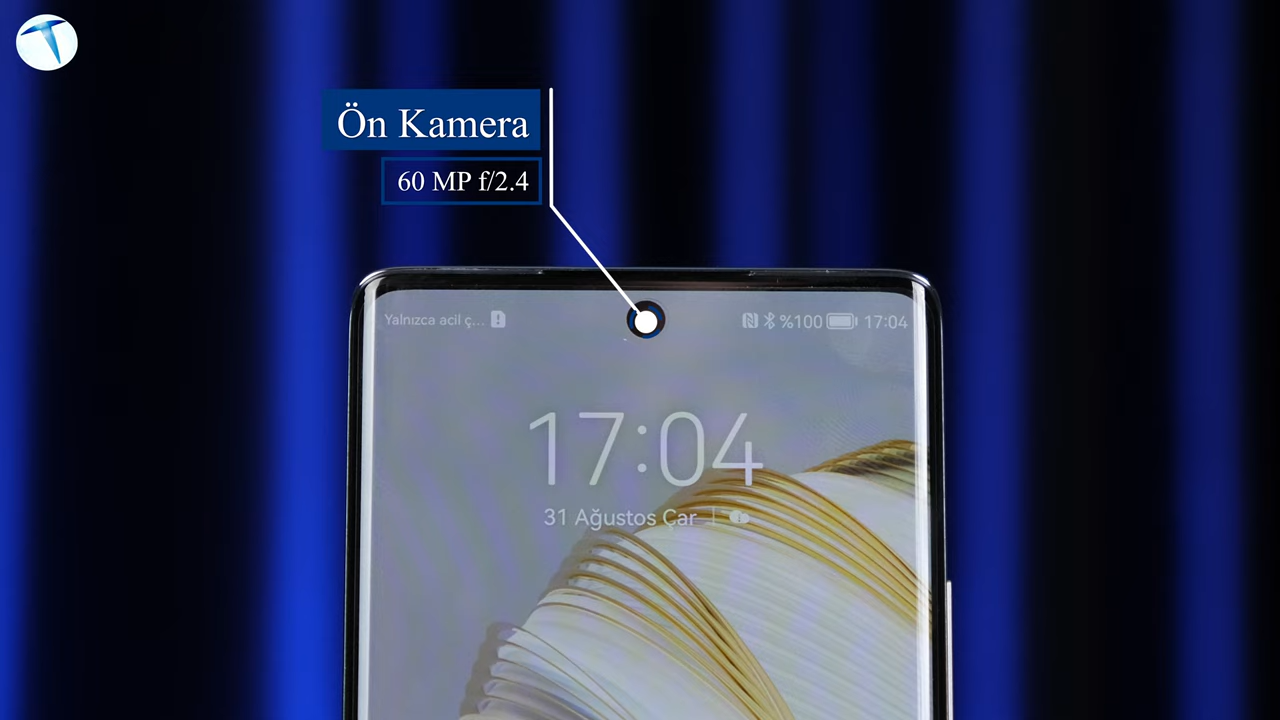 Ön Kamera
60 MP f/2.4
Yalnızca acil ç... %100 17:04
17:04
31 Ağustos Çar